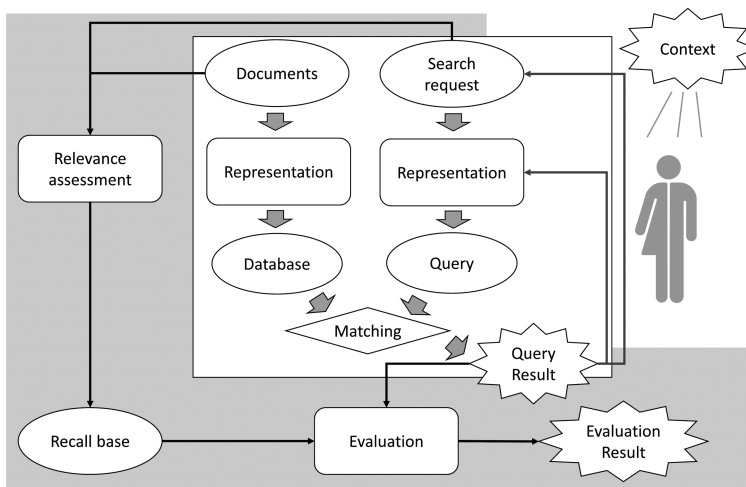 Context
Documents
Search
request
Relevance
assessment
Representation
Representation
Database
Query
Matching
Query
Result
Recall base
Evaluation
Evaluation
Result